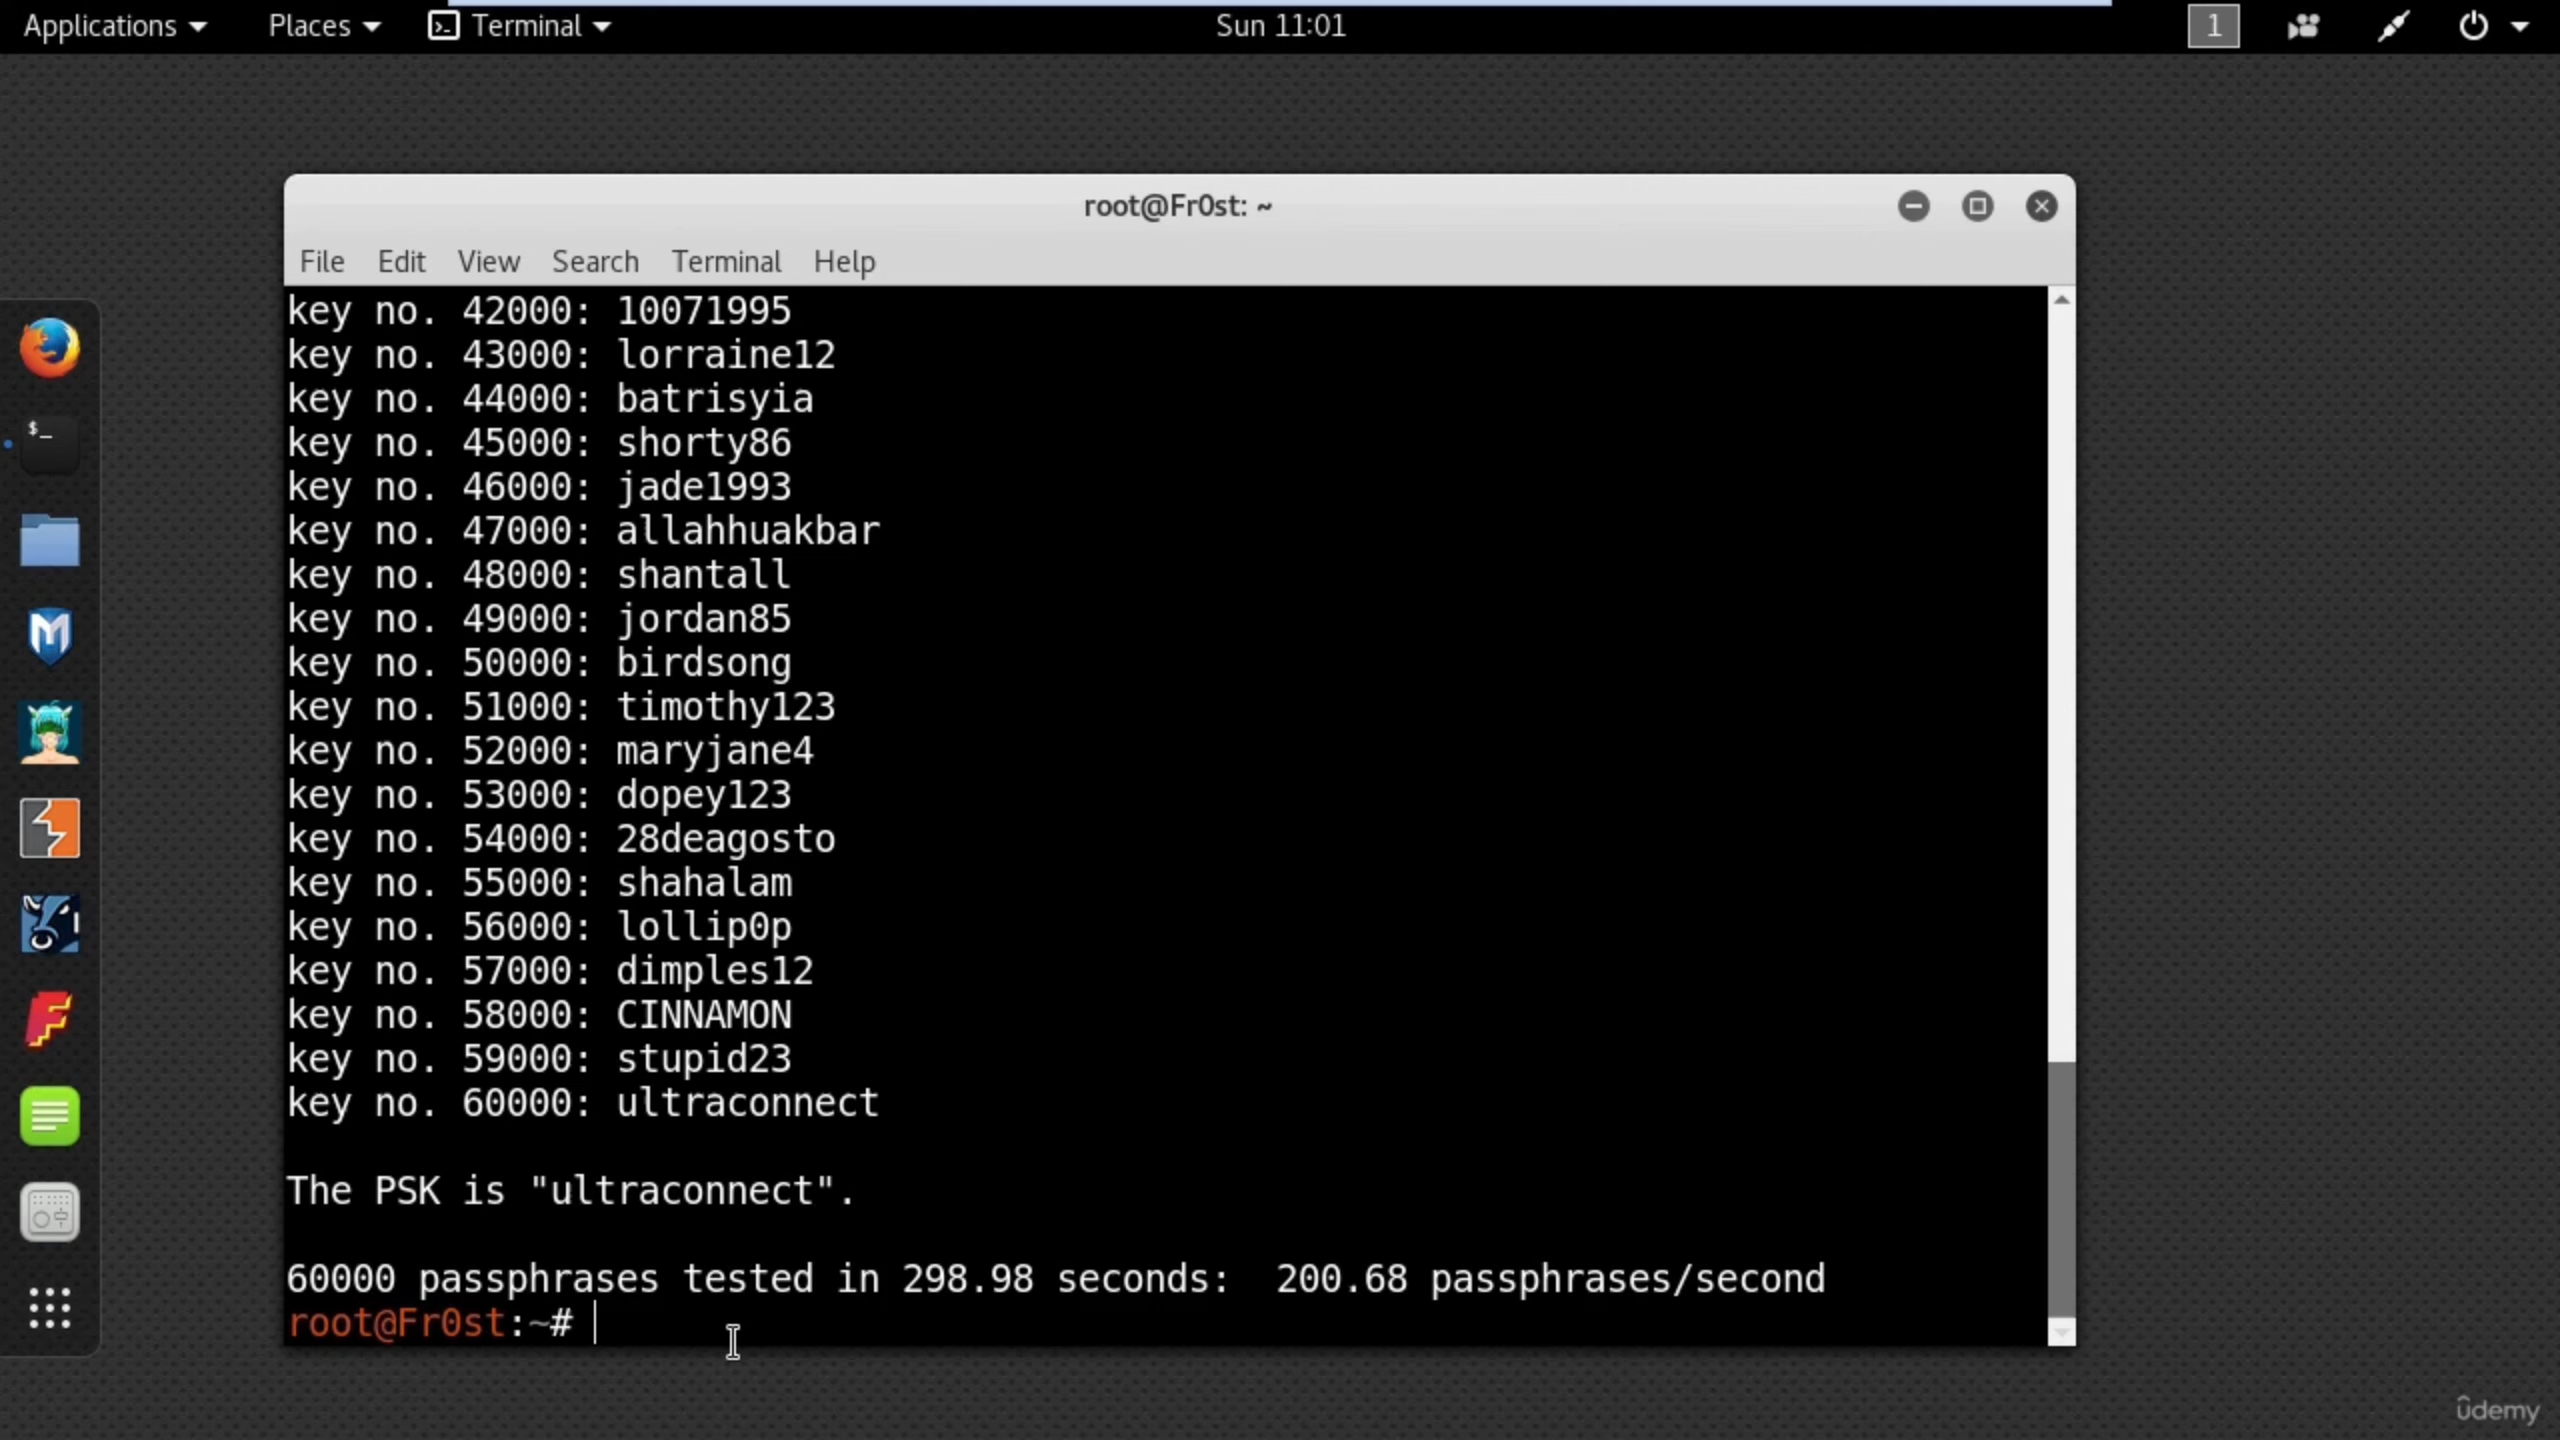 Applications Places Terminal Sun 11:01 1
root@Fr0st: ~
File Edit View Search Terminal Help
key no. 42000: 10071995
key no. 43000: lorraine12
key no. 44000: batrisyia
key no. 45000: shorty86
key no. 46000: jade1993
key no. 47000: allahhuakbar
key no. 48000: shantall
key no. 49000: jordan85
key no. 50000: birdsong
key no. 51000: timothy123
key no. 52000: maryjane4
key no. 53000: dopey123
key no. 54000: 28deagosto
key no. 55000: shahalam
key no. 56000: lollip0p
key no. 57000: dimples12
key no. 58000: CINNAMON
key no. 59000: stupid23
key no. 60000: ultraconnect
The PSK is "ultraconnect".
60000 passphrases tested in 298.98 seconds:  200.68 passphrases/second
root@Fr0st:~#
$_
ûdemy